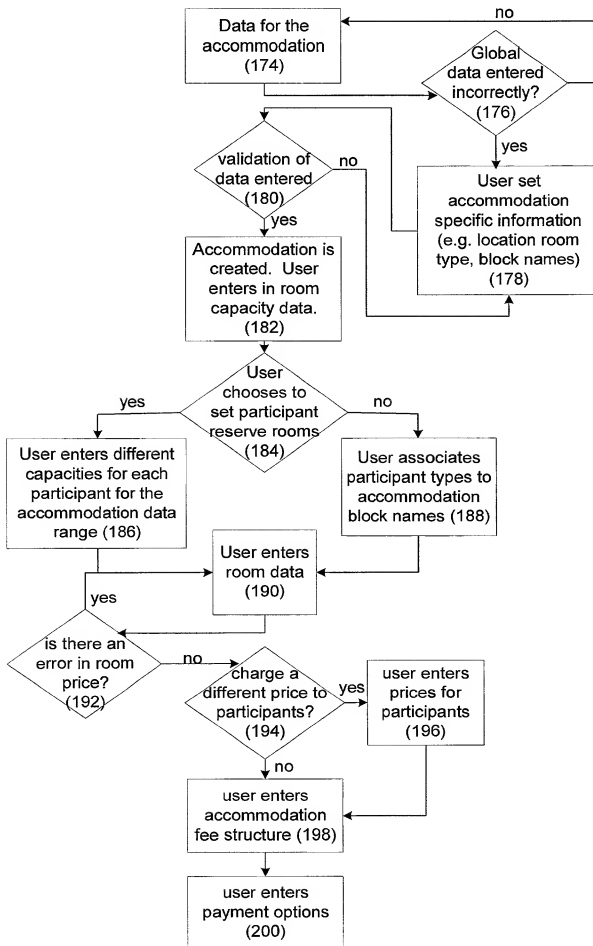 no
Data for the
accommodation
(174)
Global
data entered
incorrectly?
(176)
yes
validation of
data entered
(180)
no
yes
User set
accommodation
specific information
(e.g. location room
type, block names)
(178)
Accommodation is
created. User
enters in room
capacity data.
(182)
User
chooses to
set participant
reserve rooms
(184)
yes
no
User enters different
capacities for each
participant for the
accommodation data
range (186)
User associates
participant types to
accommodation
block names (188)
User enters
room data
(190)
yes
is there an
error in room
price?
(192)
no
charge a
different price to
participants?
(194)
yes
user enters
prices for
participants
(196)
no
user enters
accommodation
fee structure (198)
user enters
payment options
(200)